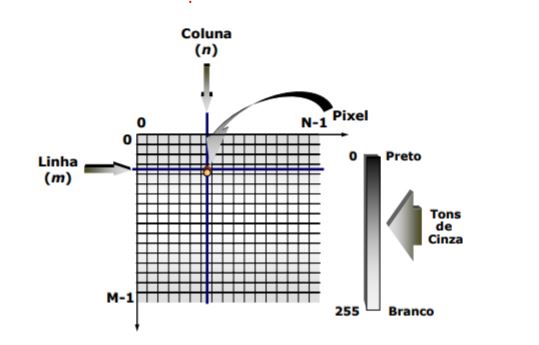 Coluna
(n)
0
N-1
Pixel
0
Linha
(m)
M-1
0
Preto
Tons
de
Cinza
255
Branco